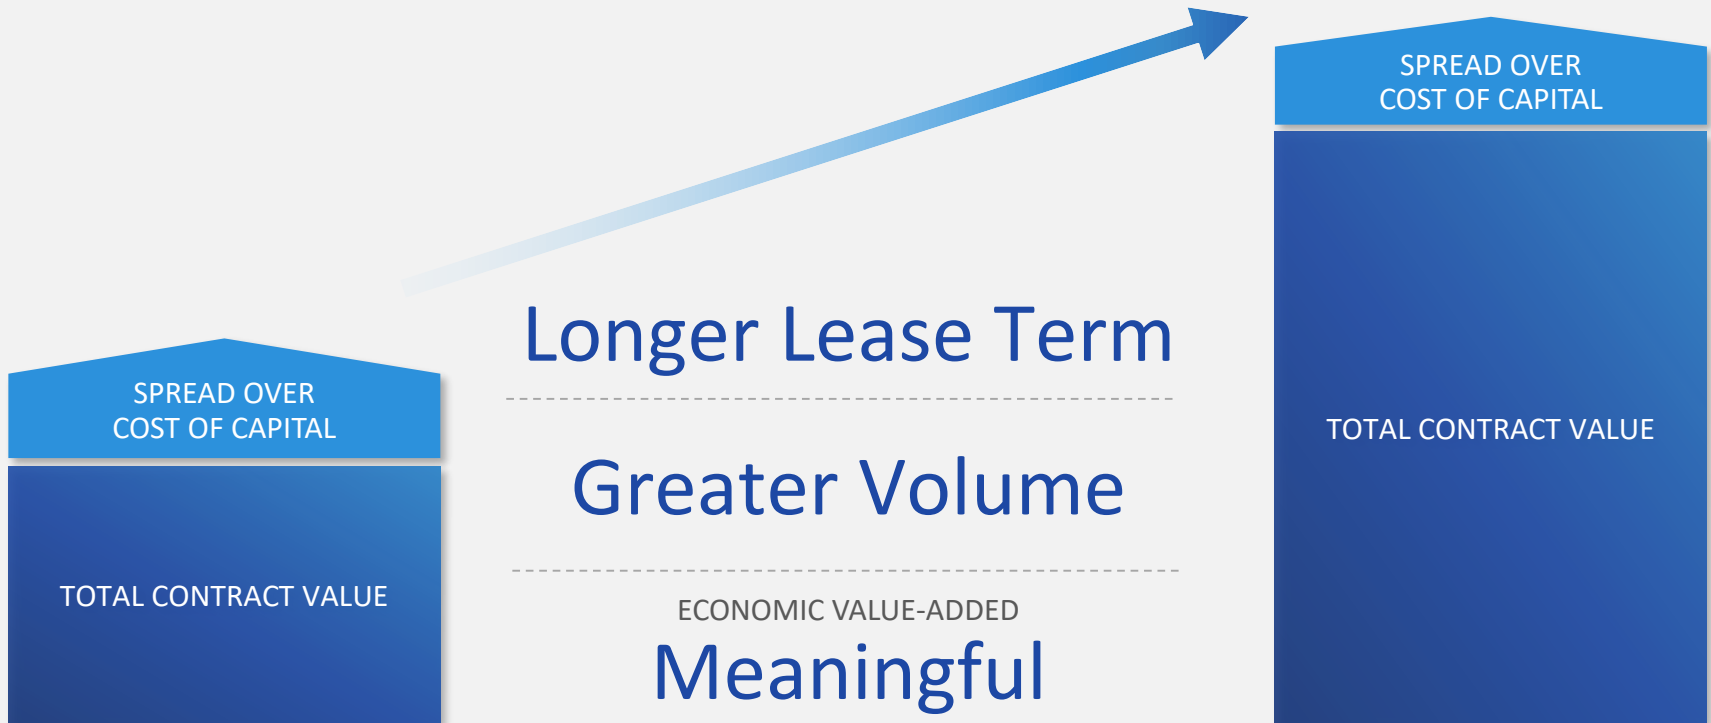 SPREAD OVER
COST OF CAPITAL
TOTAL CONTRACT VALUE
Longer Lease Term
Greater Volume
ECONOMIC VALUE-ADDED
Meaningful
SPREAD OVER
COST OF CAPITAL
TOTAL CONTRACT VALUE